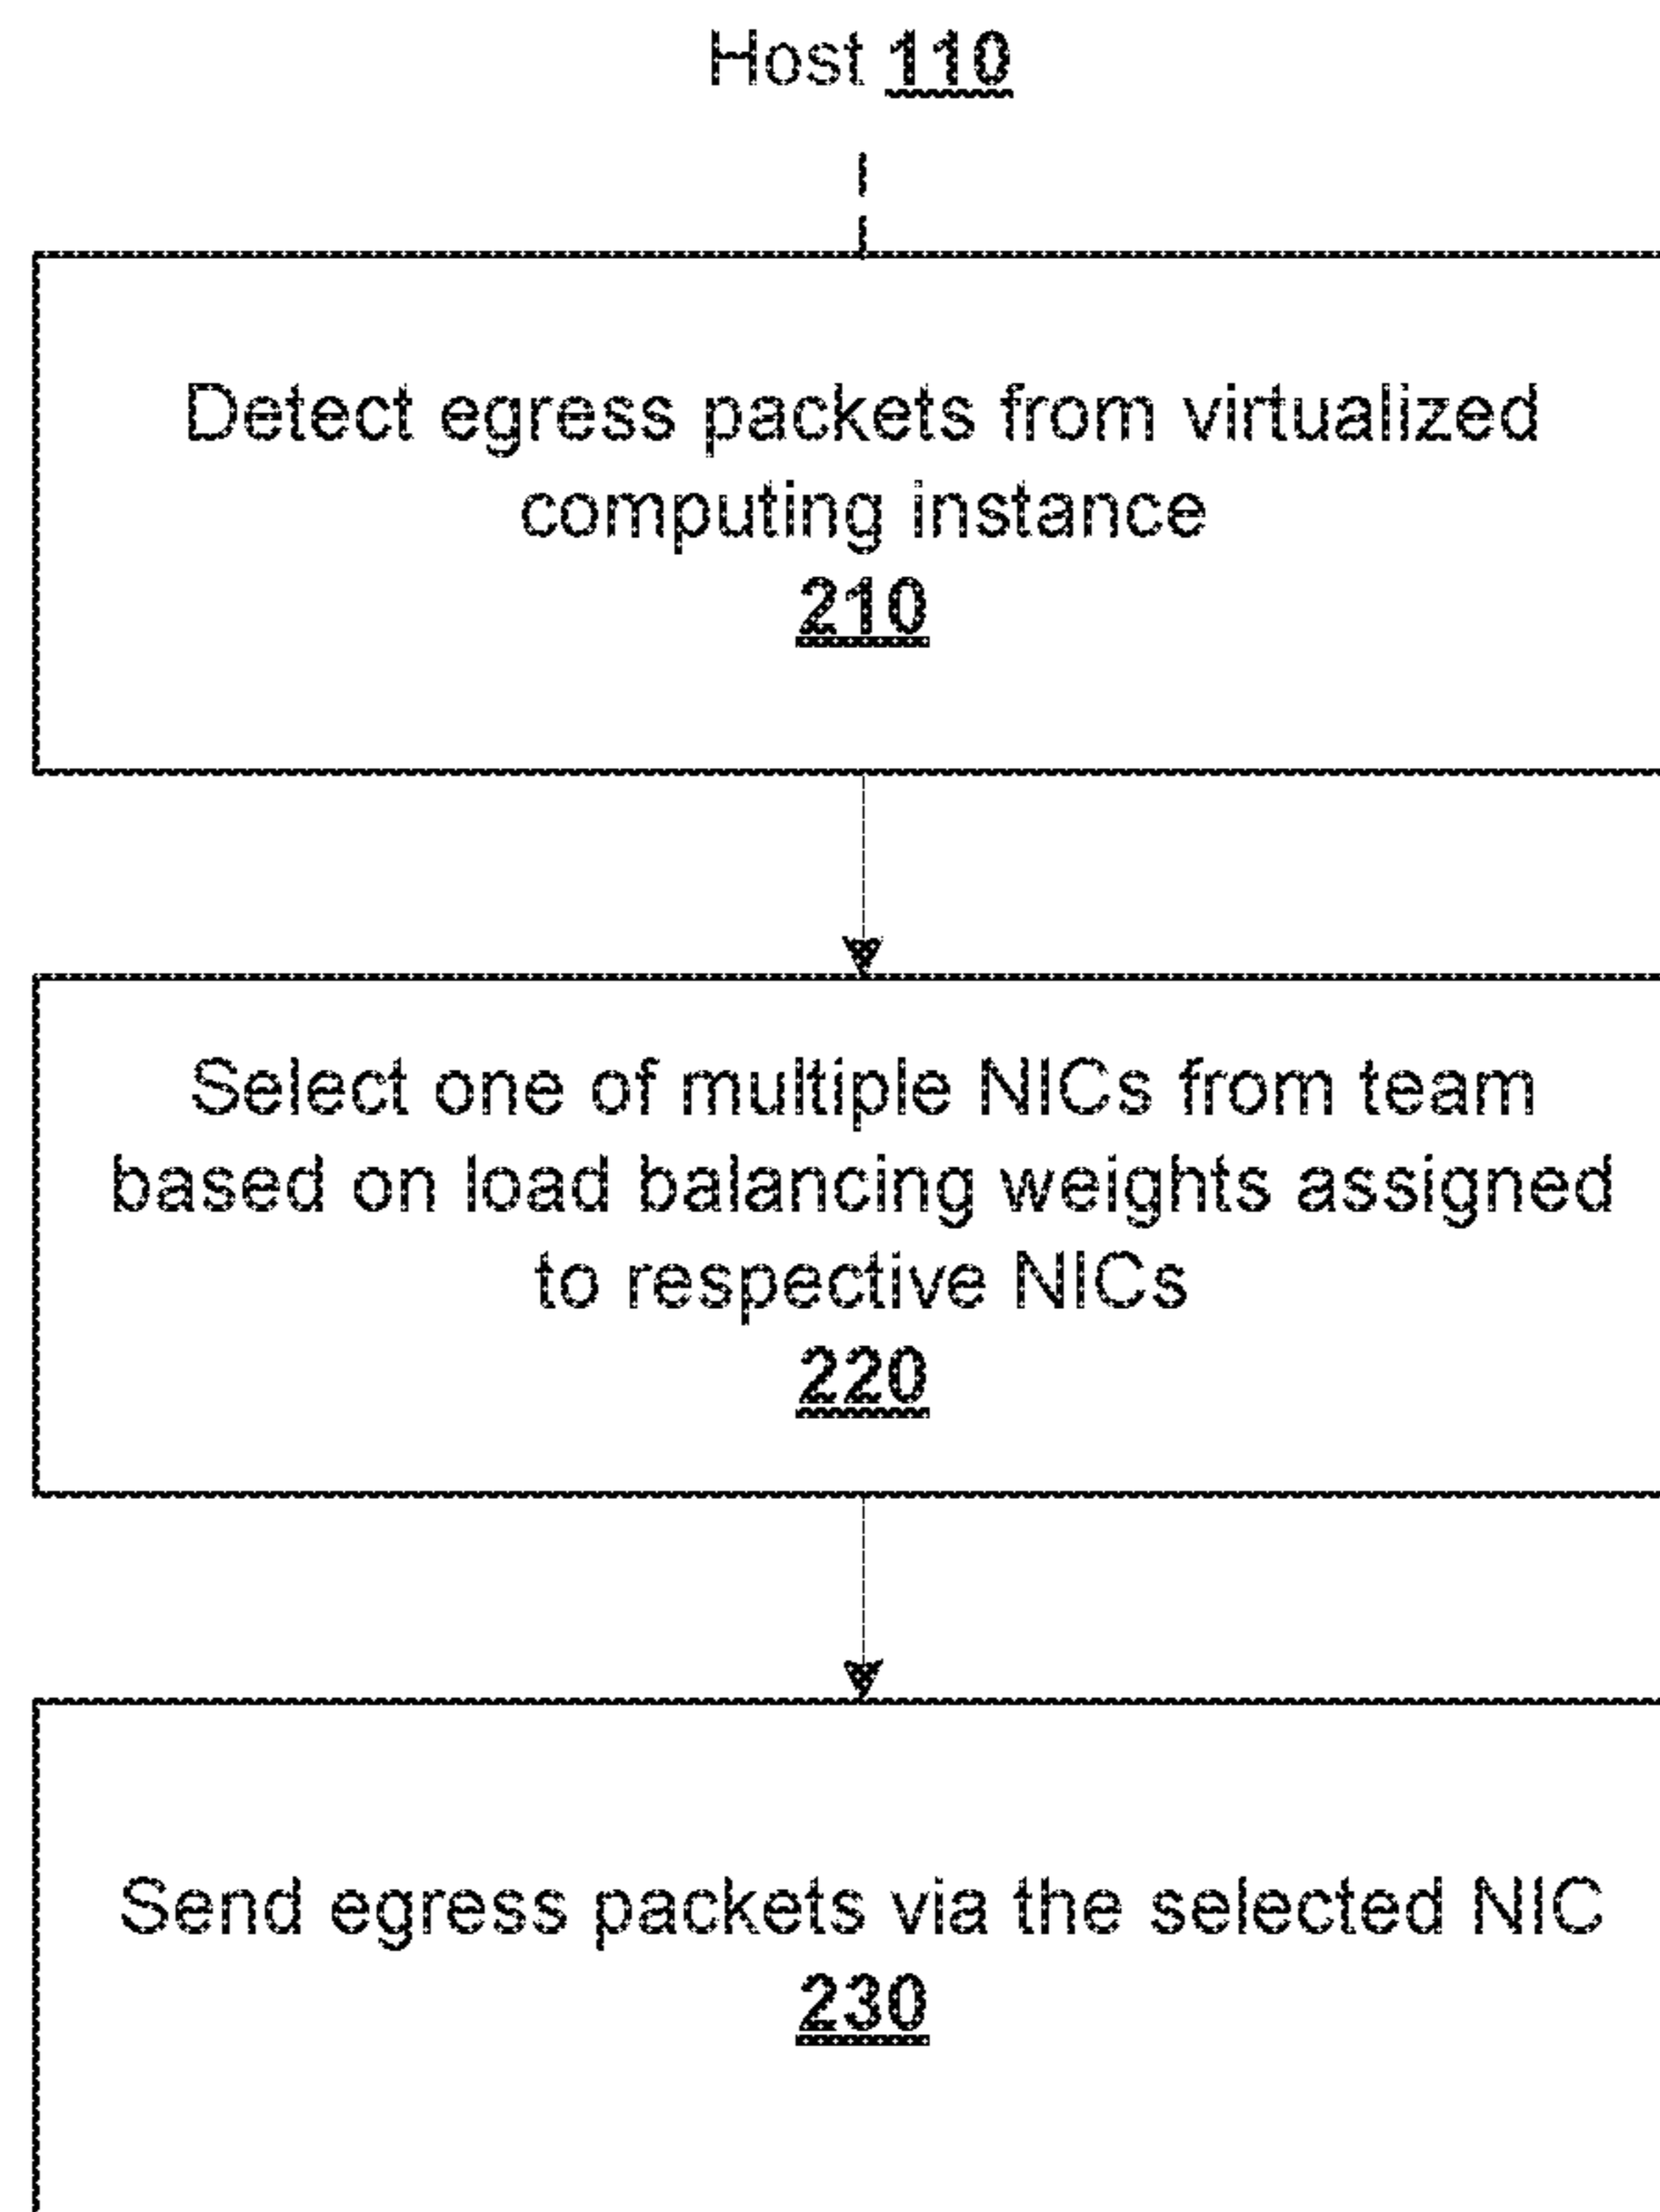 Host 110
Detect egress packets from virtualized
computing instance
210
Select one of multiple NICs from team
based on load balancing weights assigned
to respective NICs
220
Send egress packets via the selected NIC
230